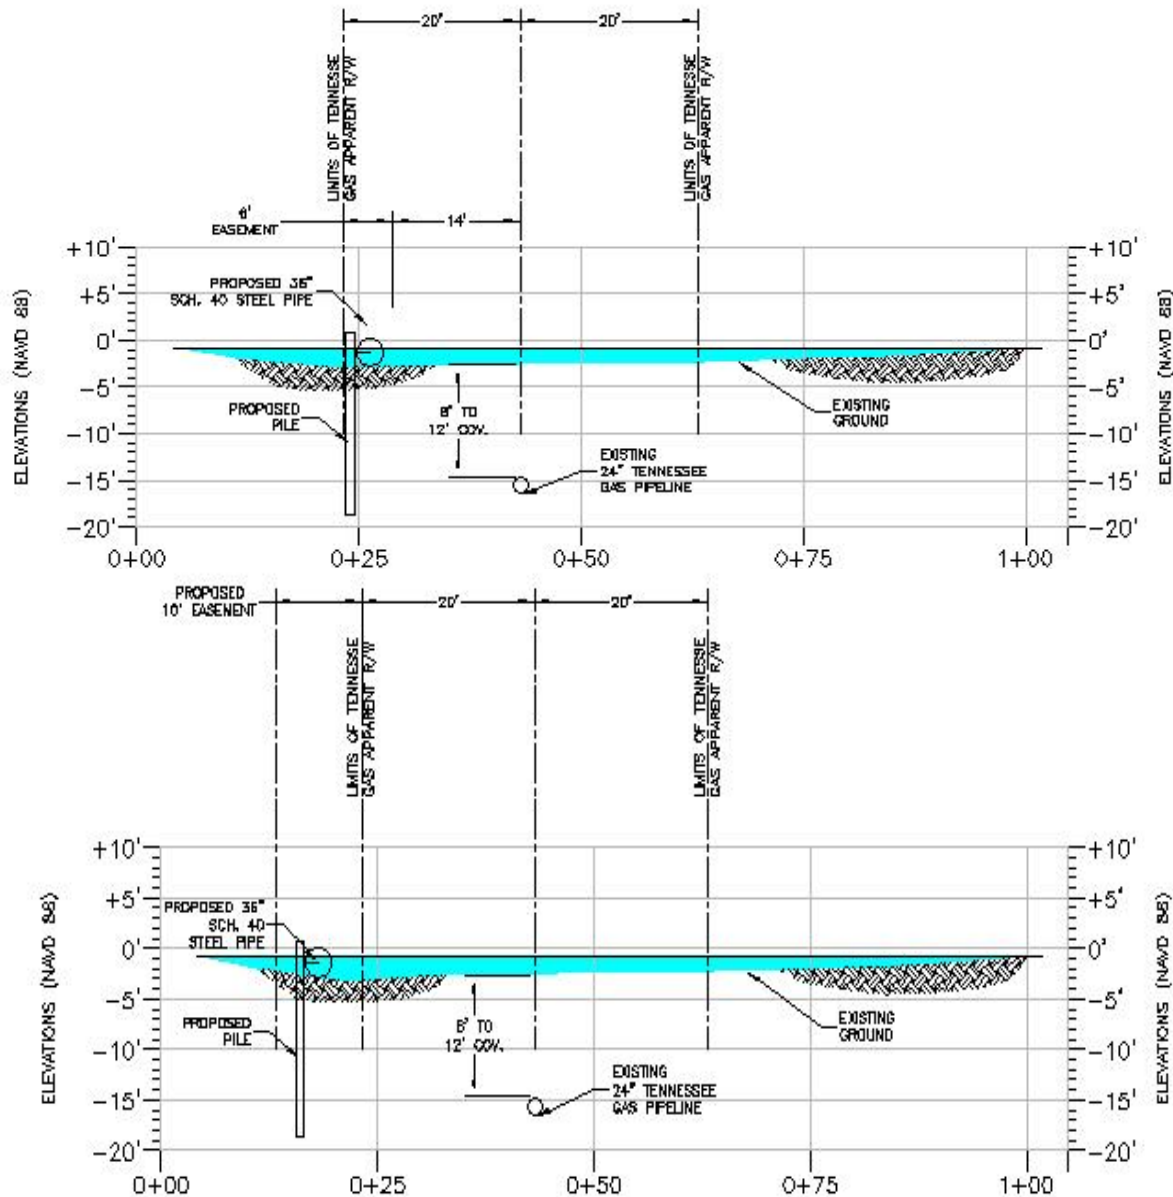 20'
20'
LIMITS OF TENNESSE
GAS APPARENT R/W
LIMITS OF TENNESSE
GAS APPARENT R/W
6'
EASEMENT
14'
PROPOSED 36"
SCH. 40 STEEL PIPE
ELEVATIONS (NAVD 88)
+10'
+5'
0'
-5'
-10'
-15'
-20'
PROPOSED
PILE
8' TO
12' COV.
EXISTING
24" TENNESSEE
GAS PIPELINE
EXISTING
GROUND
+10'
+5'
0'
-5'
-10'
-15'
-20'
ELEVATIONS (NAVD 88)
0+00
0+25
0+50
0+75
1+00
PROPOSED
10' EASEMENT
20'
20'
LIMITS OF TENNESSE
GAS APPARENT R/W
LIMITS OF TENNESSE
GAS APPARENT R/W
ELEVATIONS (NAVD 88)
+10'
+5'
0'
-5'
-10'
-15'
-20'
PROPOSED 36"
SCH. 40
STEEL PIPE
PROPOSED
PILE
8' TO
12' COV.
EXISTING
24" TENNESSEE
GAS PIPELINE
EXISTING
GROUND
+10'
+5'
0'
-5'
-10'
-15'
-20'
ELEVATIONS (NAVD 88)
0+00
0+25
0+50
0+75
1+00